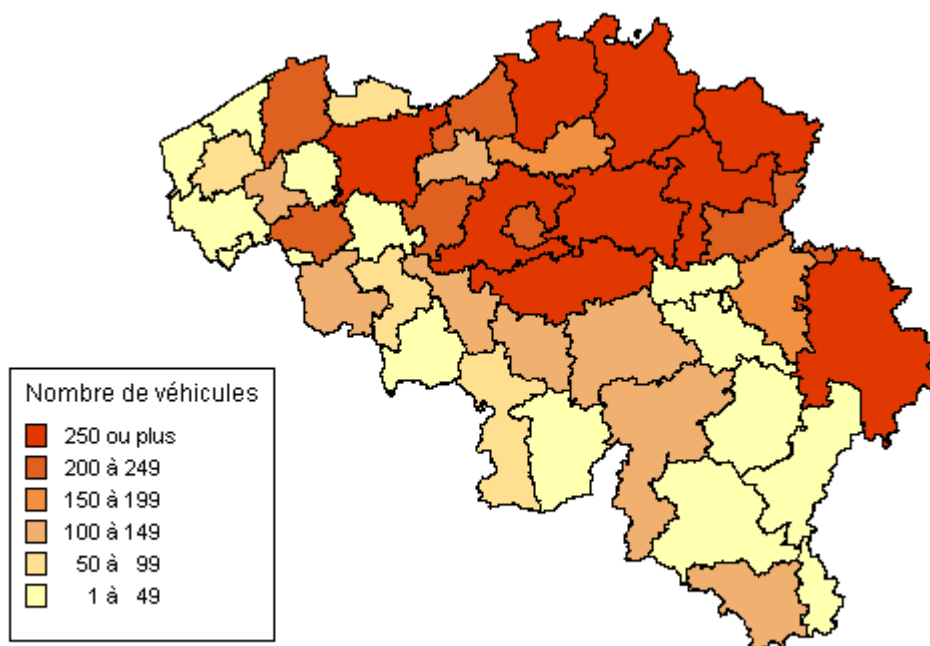 Nombre de véhicules
250 ou plus
200 à 249
150 à 199
100 à 149
50 à 99
1 à 49